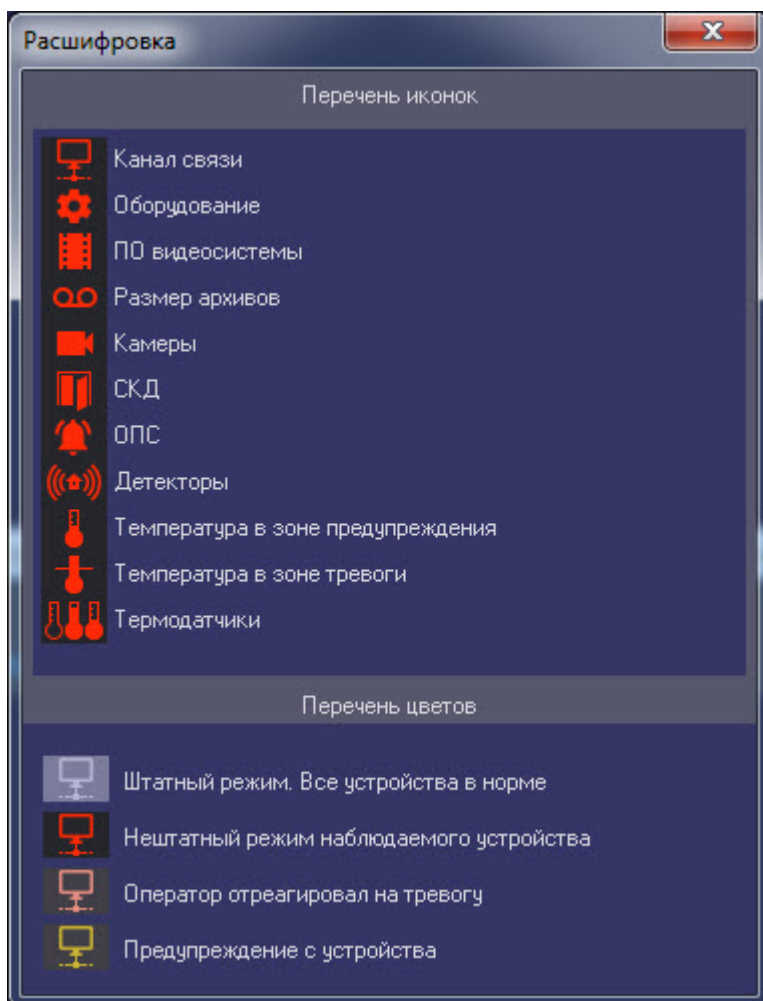 Расшифровка
Перечень иконок
Канал связи
Оборудование
ПО видеосистемы
Размер архивов
Камеры
СКД
ОПС
Детекторы
Температура в зоне предупреждения
Температура в зоне тревоги
Термодатчики
Перечень цветов
Штатный режим. Все устройства в норме
Нештатный режим наблюдаемого устройства
Оператор отреагировал на тревогу
Предупреждение с устройства